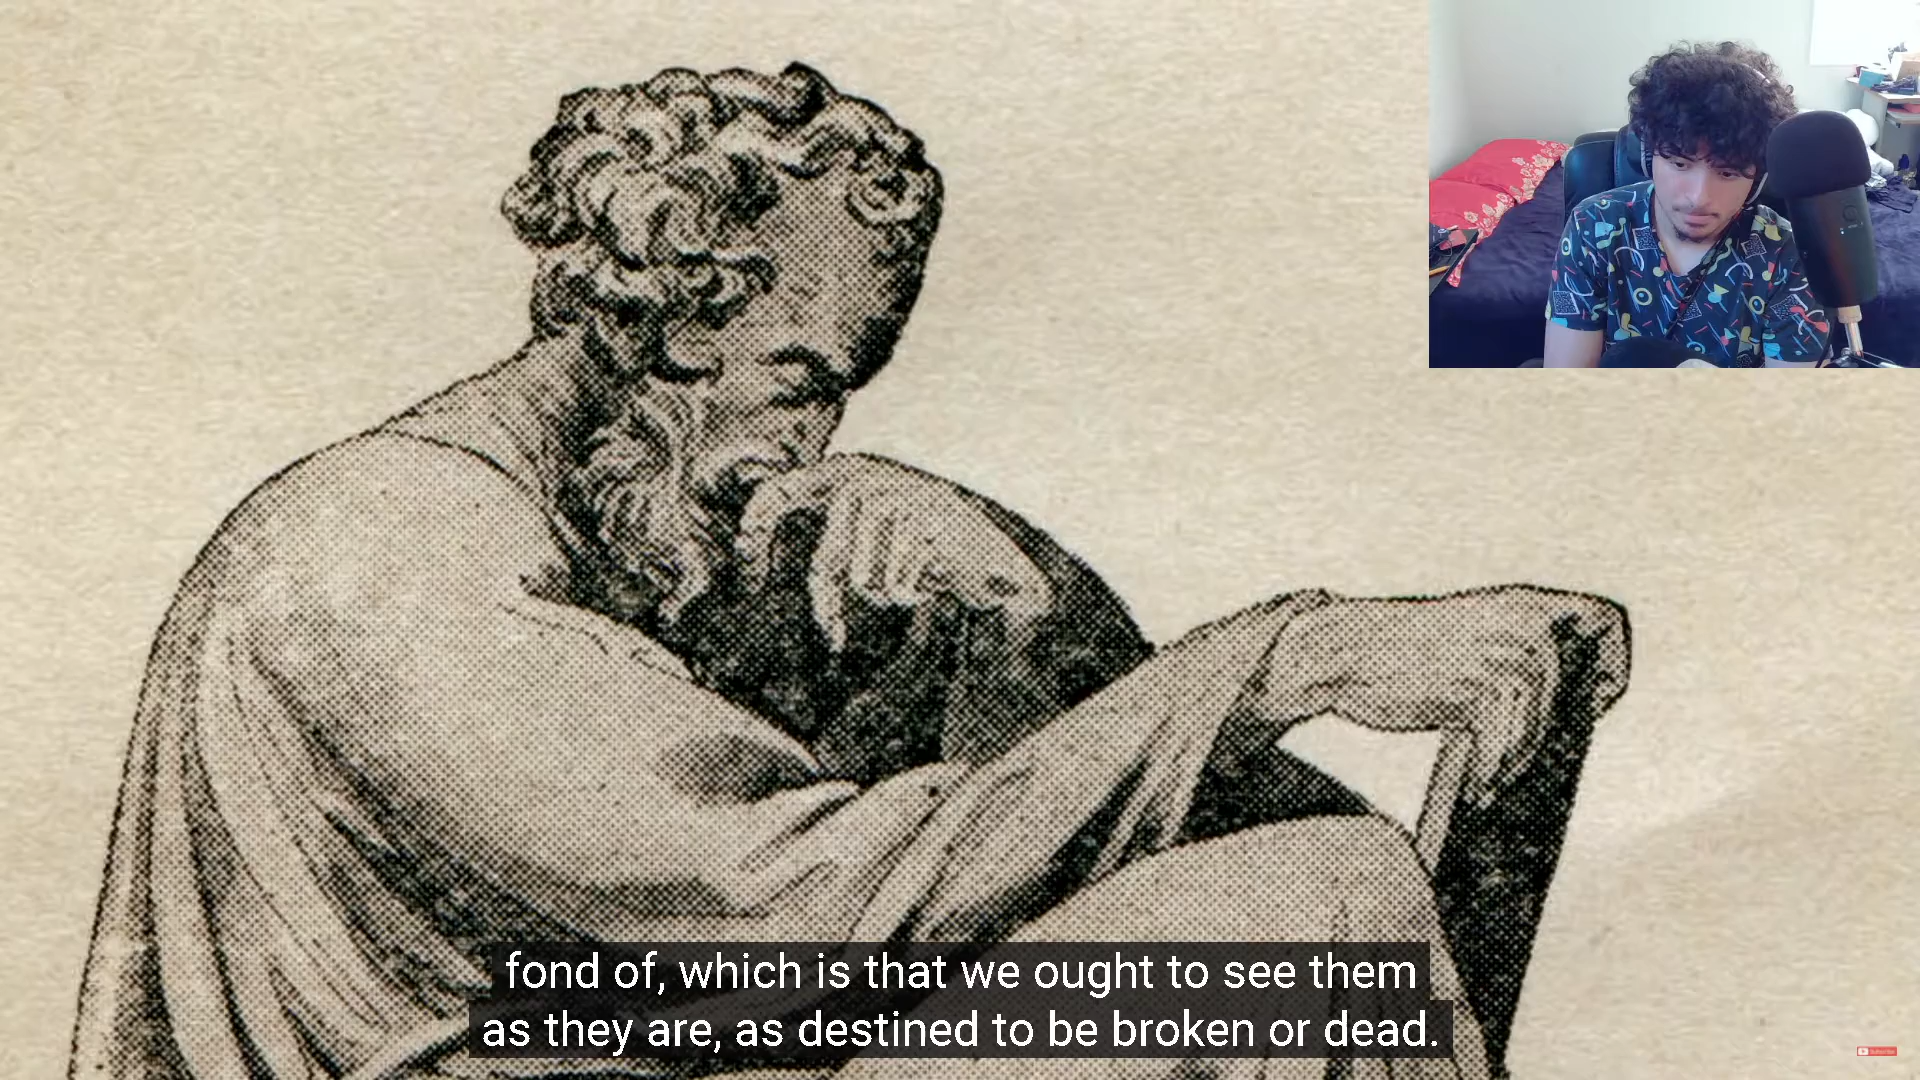 fond of, which is that we ought to see them
as they are, as destined to be broken or dead.
Subscribe